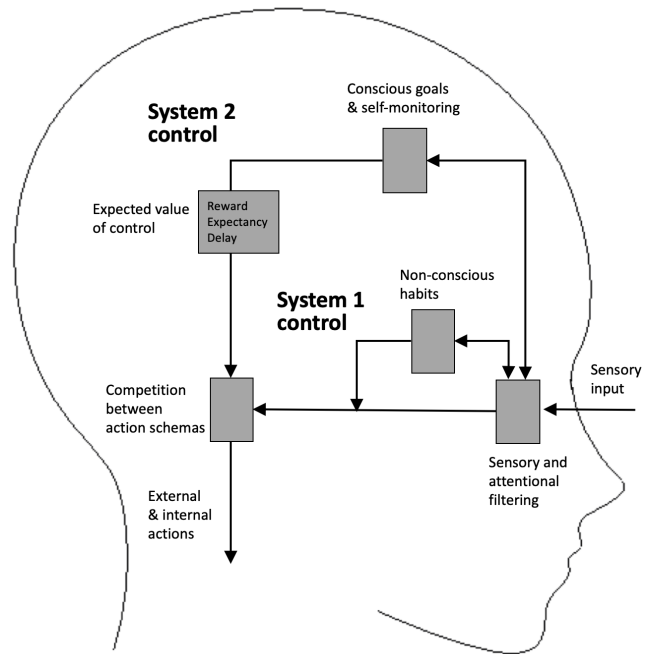 Conscious goals
& self-monitoring
System 2
control
Expected value
of control
Reward
Expectancy
Delay
Non-conscious
habits
System 1
control
Sensory
input
Competition
between
action schemas
Sensory and
attentional
filtering
External
& internal
actions